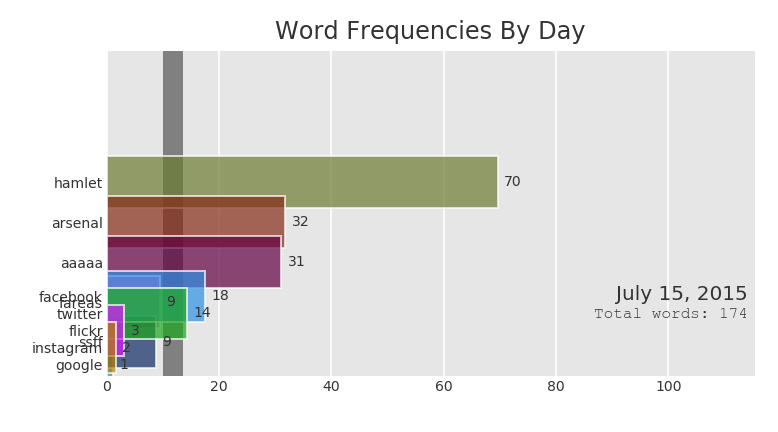 Word Frequencies By Day
hamlet 70
arsenal 32
aaaaa 31
facebook 18
fareas 9
twitter 14
flickr 3
ssff 9
instagram 2
google 1
July 15, 2015
Total words: 174
0 20 40 60 80 100